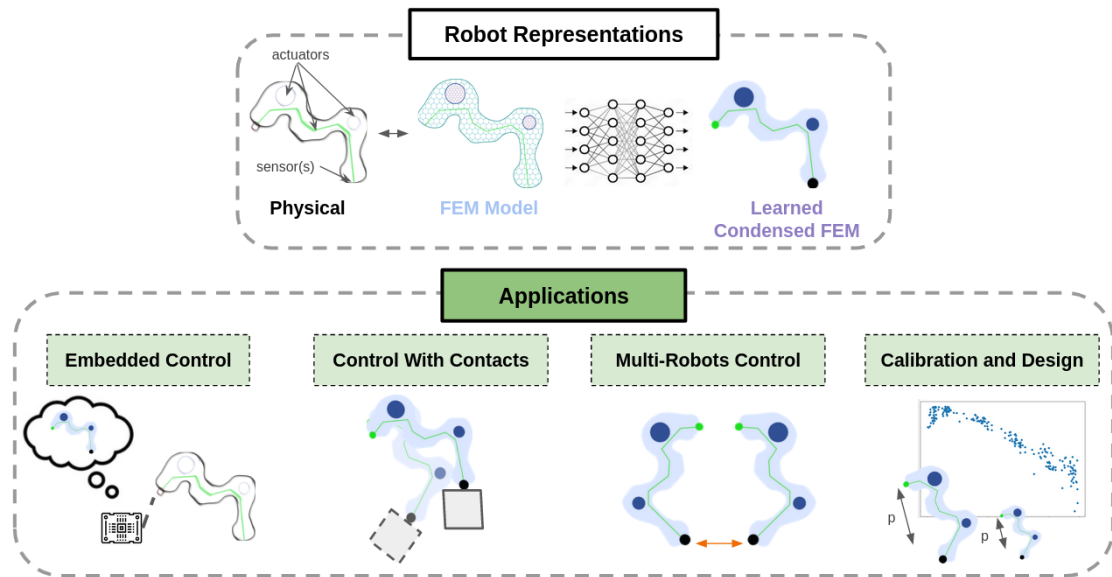 Robot Representations
actuators
sensor(s)
Physical
FEM Model
Learned
Condensed FEM
Applications
Embedded Control
Control With Contacts
Multi-Robots Control
Calibration and Design
p
p